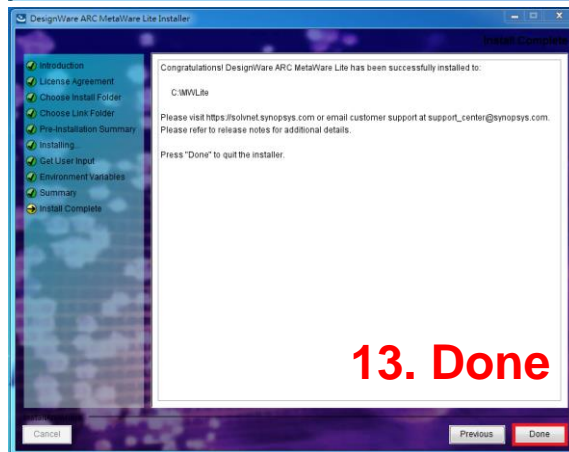 DesignWare ARC MetaWare Lite Installer
Install Complete
Introduction
License Agreement
Choose Install Folder
Choose Link Folder
Pre-Installation Summary
Installing...
Get User Input
Environment Variables
Summary
Install Complete
Congratulations! DesignWare ARC MetaWare Lite has been successfully installed to:
C:\MWLite
Please visit https://solvnet.synopsys.com or email customer support at support_center@synopsys.com.
Please refer to release notes for additional details.
Press "Done" to quit the installer.
13. Done
Cancel
Previous
Done